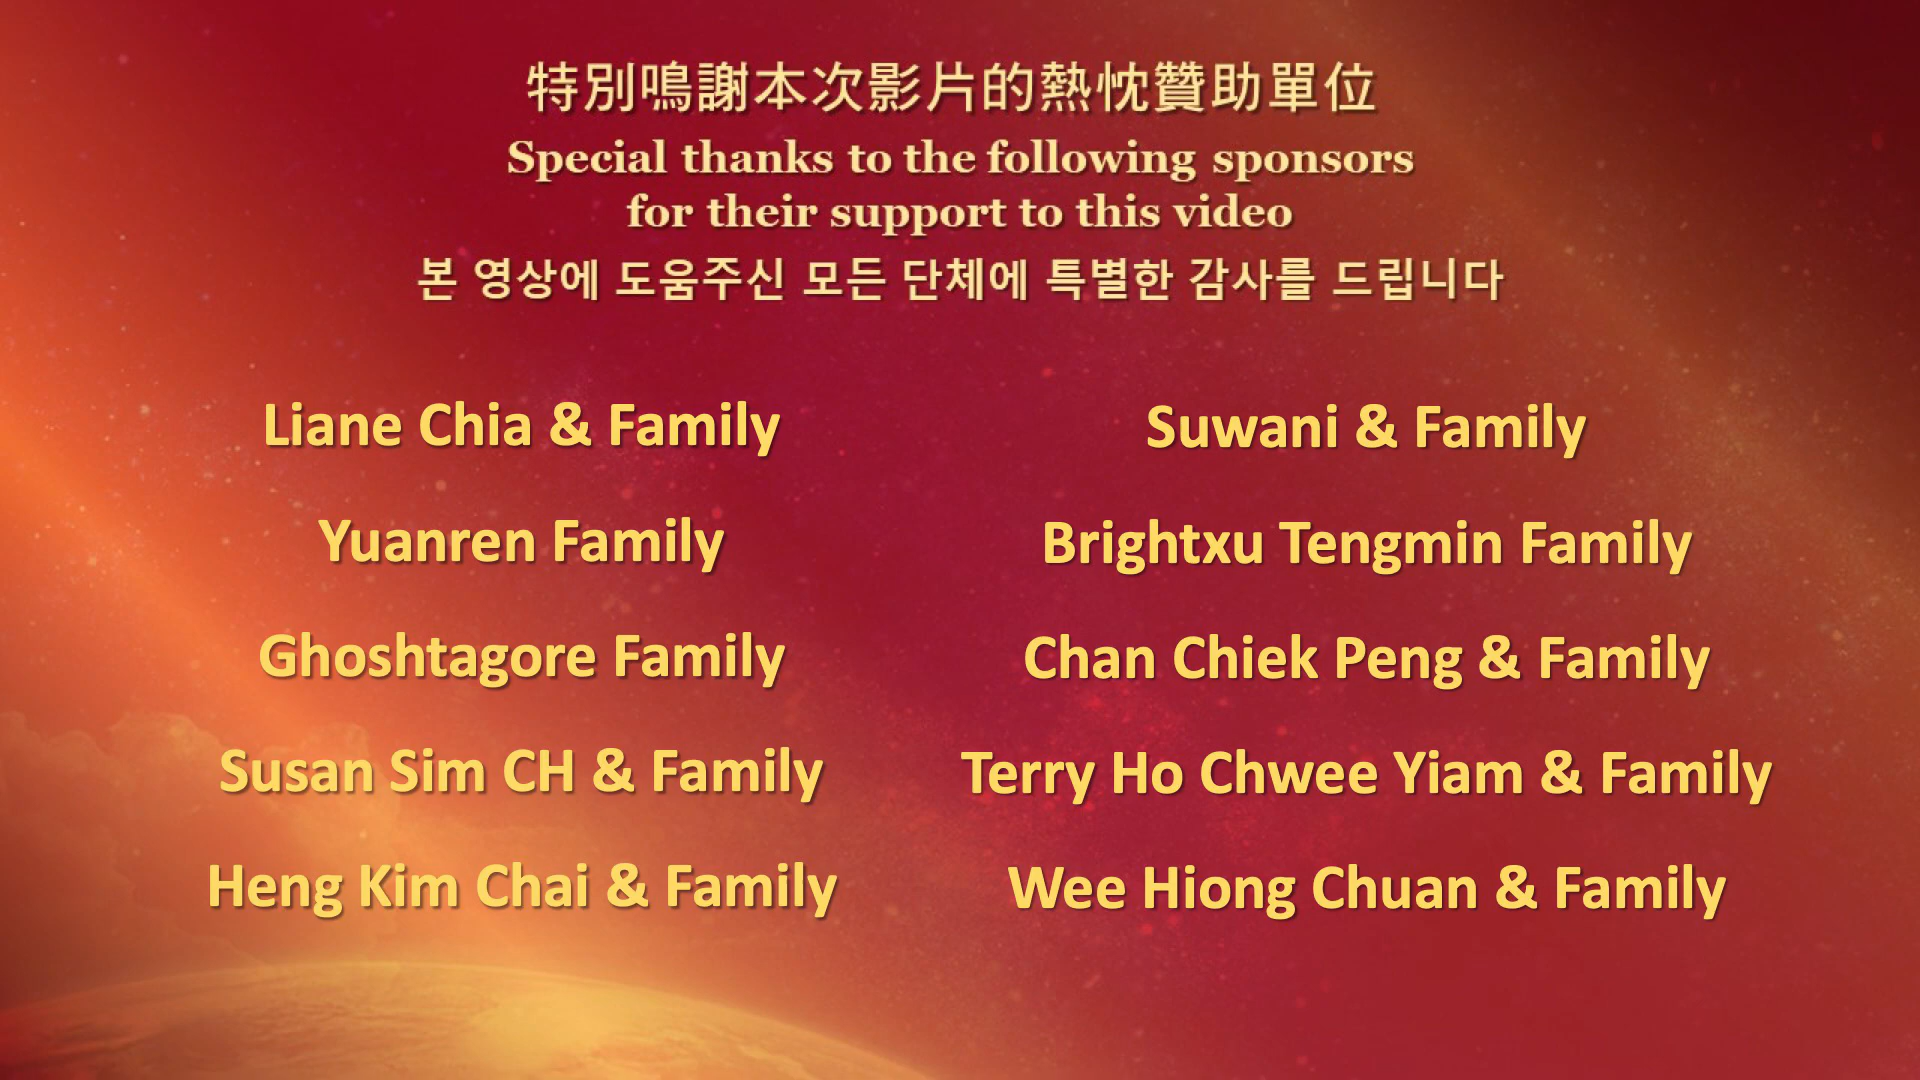 特別鳴謝本次影片的熱忱贊助單位
Special thanks to the following sponsors
for their support to this video
본 영상에 도움주신 모든 단체에 특별한 감사를 드립니다
Liane Chia & Family
Suwani & Family
Yuanren Family
Brightxu Tengmin Family
Ghoshtagore Family
Chan Chiek Peng & Family
Susan Sim CH & Family
Terry Ho Chwee Yiam & Family
Heng Kim Chai & Family
Wee Hiong Chuan & Family